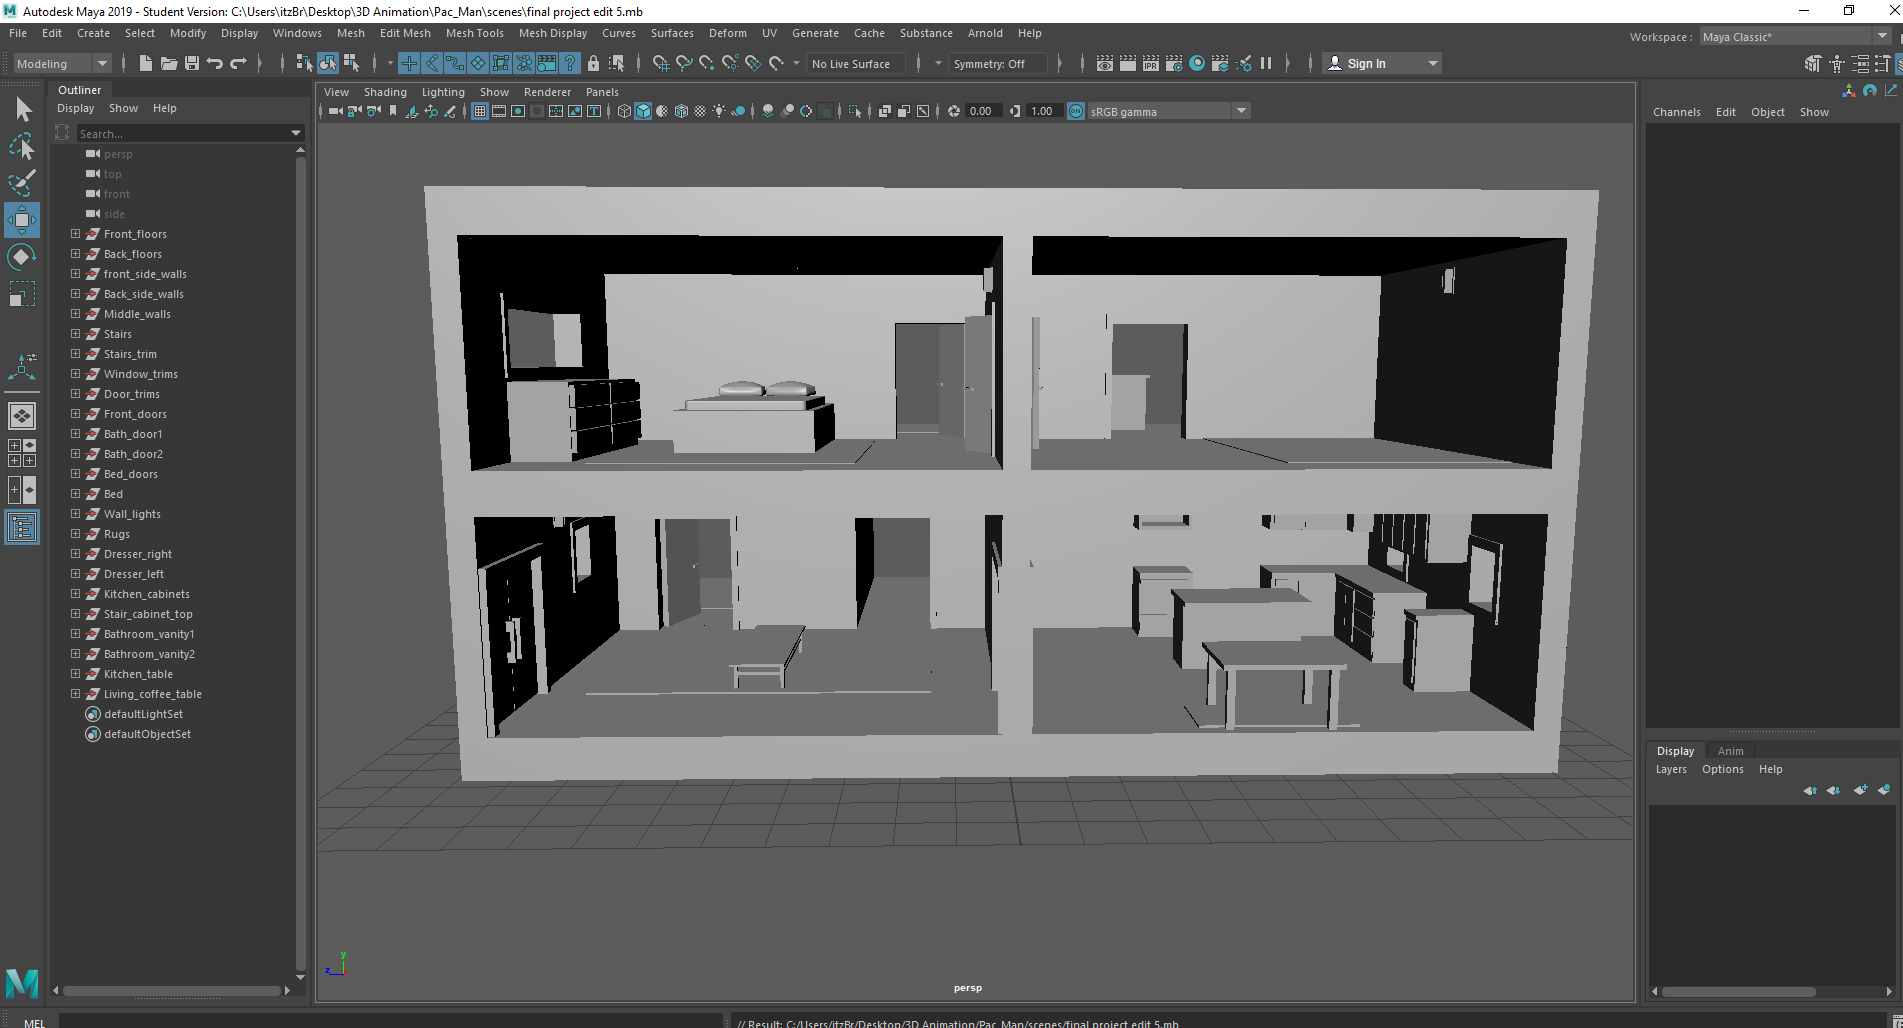 Autodesk Maya 2019 - Student Version: C:\Users\itzBr\Desktop\3D Animation\Pac_Man\scenes\final project edit 5.mb
File Edit Create Select Modify Display Windows Mesh Edit Mesh Mesh Tools Mesh Display Curves Surfaces Deform UV Generate Cache Substance Arnold Help
Workspace : Maya Classic*
Modeling
No Live Surface
Symmetry: Off
IPR
Sign In
Outliner
Display Show Help
Search...
persp
top
front
side
Front_floors
Back_floors
front_side_walls
Back_side_walls
Middle_walls
Stairs
Stairs_trim
Window_trims
Door_trims
Front_doors
Bath_door1
Bath_door2
Bed_doors
Bed
Wall_lights
Rugs
Dresser_right
Dresser_left
Kitchen_cabinets
Stair_cabinet_top
Bathroom_vanity1
Bathroom_vanity2
Kitchen_table
Living_coffee_table
defaultLightSet
defaultObjectSet
View Shading Lighting Show Renderer Panels
0.00
1.00
ON
sRGB gamma
y
z
persp
Channels Edit Object Show
Display Anim
Layers Options Help
M
MEL
// Result: C:/Users/itzBr/Desktop/3D Animation/Pac_Man/scenes/final project edit 5.mb